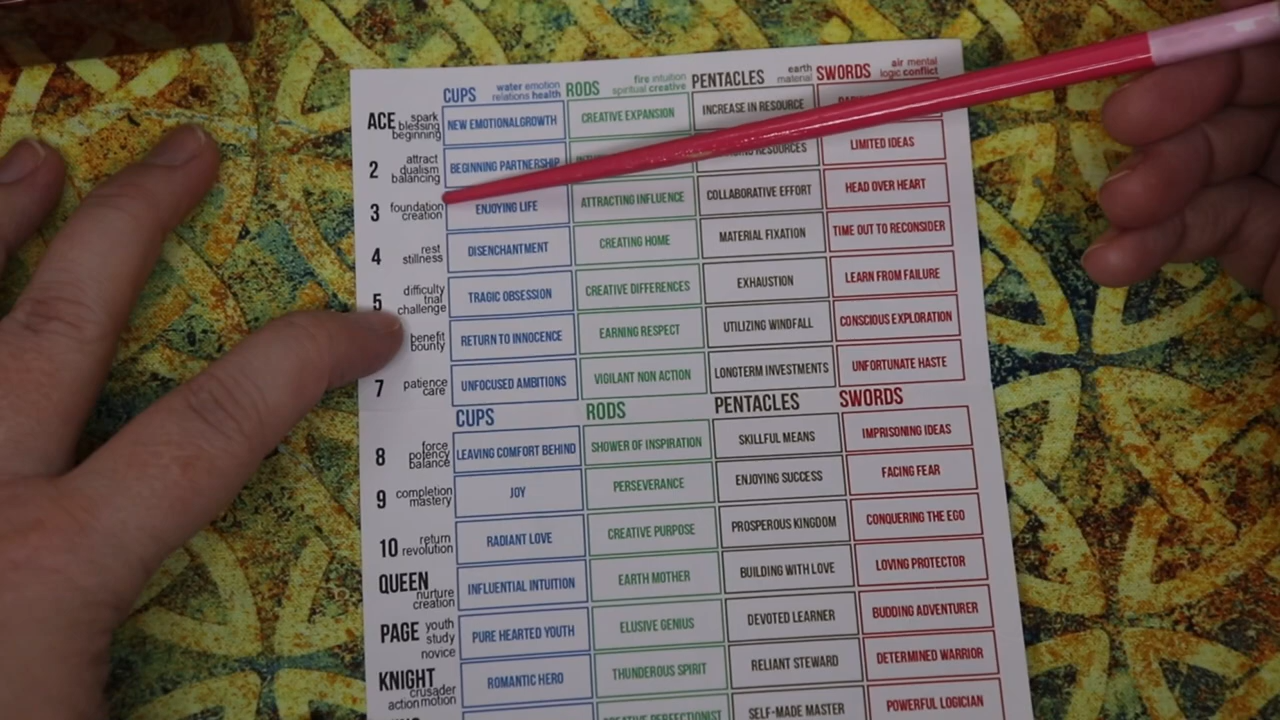 CUPS water emotion relations health RODS fire intuition spiritual creative PENTACLES earth material SWORDS air mental logic conflict
ACE spark blessing beginning NEW EMOTIONALGROWTH CREATIVE EXPANSION INCREASE IN RESOURCE
2 attract dualism balancing BEGINNING PARTNERSHIP RESOURCES LIMITED IDEAS
3 foundation creation ENJOYING LIFE ATTRACTING INFLUENCE COLLABORATIVE EFFORT HEAD OVER HEART
4 rest stillness DISENCHANTMENT CREATING HOME MATERIAL FIXATION TIME OUT TO RECONSIDER
5 difficulty trial challenge TRAGIC OBSESSION CREATIVE DIFFERENCES EXHAUSTION LEARN FROM FAILURE
benefit bounty RETURN TO INNOCENCE EARNING RESPECT UTILIZING WINDFALL CONSCIOUS EXPLORATION
7 patience care UNFOCUSED AMBITIONS VIGILANT NON ACTION LONGTERM INVESTMENTS UNFORTUNATE HASTE
CUPS RODS PENTACLES SWORDS
8 force potency balance LEAVING COMFORT BEHIND SHOWER OF INSPIRATION SKILLFUL MEANS IMPRISONING IDEAS
9 completion mastery JOY PERSEVERANCE ENJOYING SUCCESS FACING FEAR
10 return revolution RADIANT LOVE CREATIVE PURPOSE PROSPEROUS KINGDOM CONQUERING THE EGO
QUEEN nurture creation INFLUENTIAL INTUITION EARTH MOTHER BUILDING WITH LOVE LOVING PROTECTOR
PAGE youth study novice PURE HEARTED YOUTH ELUSIVE GENIUS DEVOTED LEARNER BUDDING ADVENTURER
KNIGHT crusader action motion ROMANTIC HERO THUNDEROUS SPIRIT RELIANT STEWARD DETERMINED WARRIOR
CREATIVE PERFECTIONIST SELF-MADE MASTER POWERFUL LOGICIAN